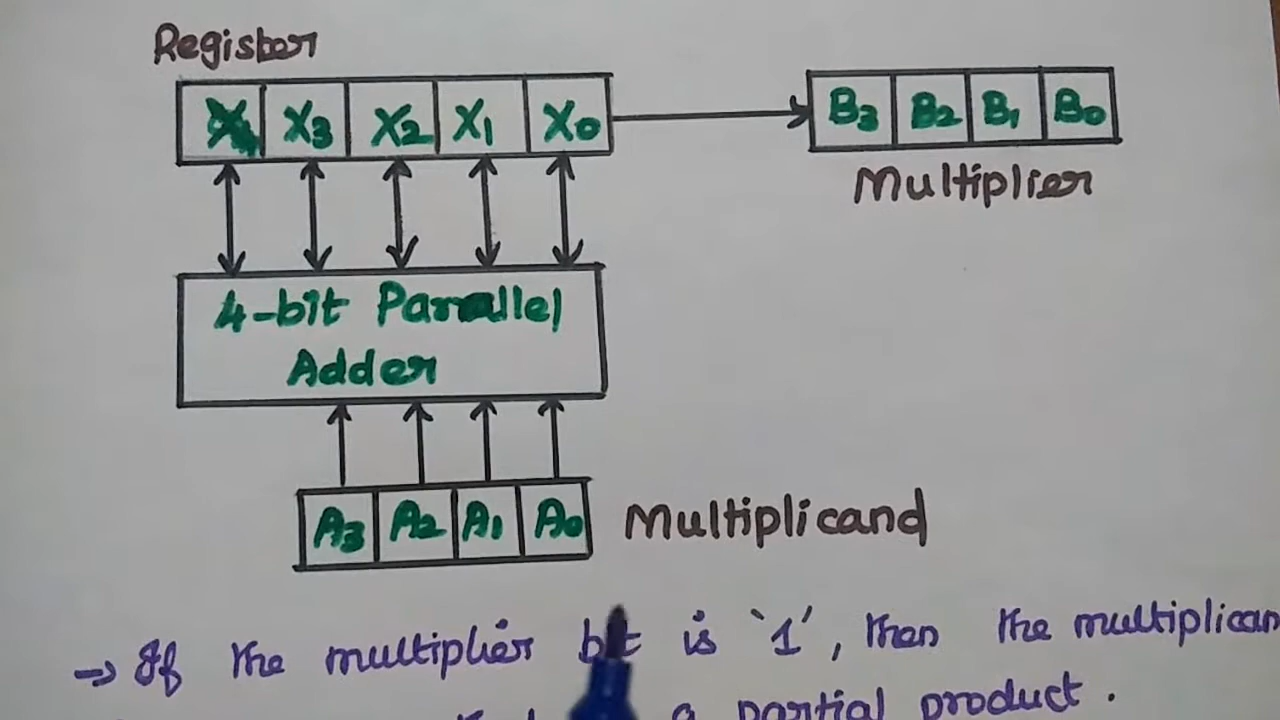 Register
X4 X3 X2 X1 X0
B3 B2 B1 B0
Multiplier
4-bit Parallel
Adder
A3 A2 A1 A0
Multiplicand
→ If the multiplier bit is '1', then the multiplican
a partial product.